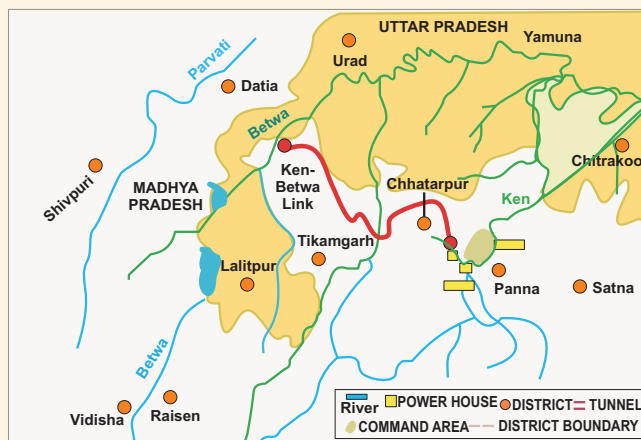 UTTAR PRADESH
Yamuna
Urad
Parvati
Datia
Betwa
Chitrakoo
Shivpuri
Ken-
Betwa
Link
Chhatarpur
MADHYA
PRADESH
Ken
Tikamgarh
Lalitpur
Panna
Satna
Betwa
Vidisha
Raisen
River
POWER HOUSE
DISTRICT
TUNNEL
COMMAND AREA
DISTRICT BOUNDARY